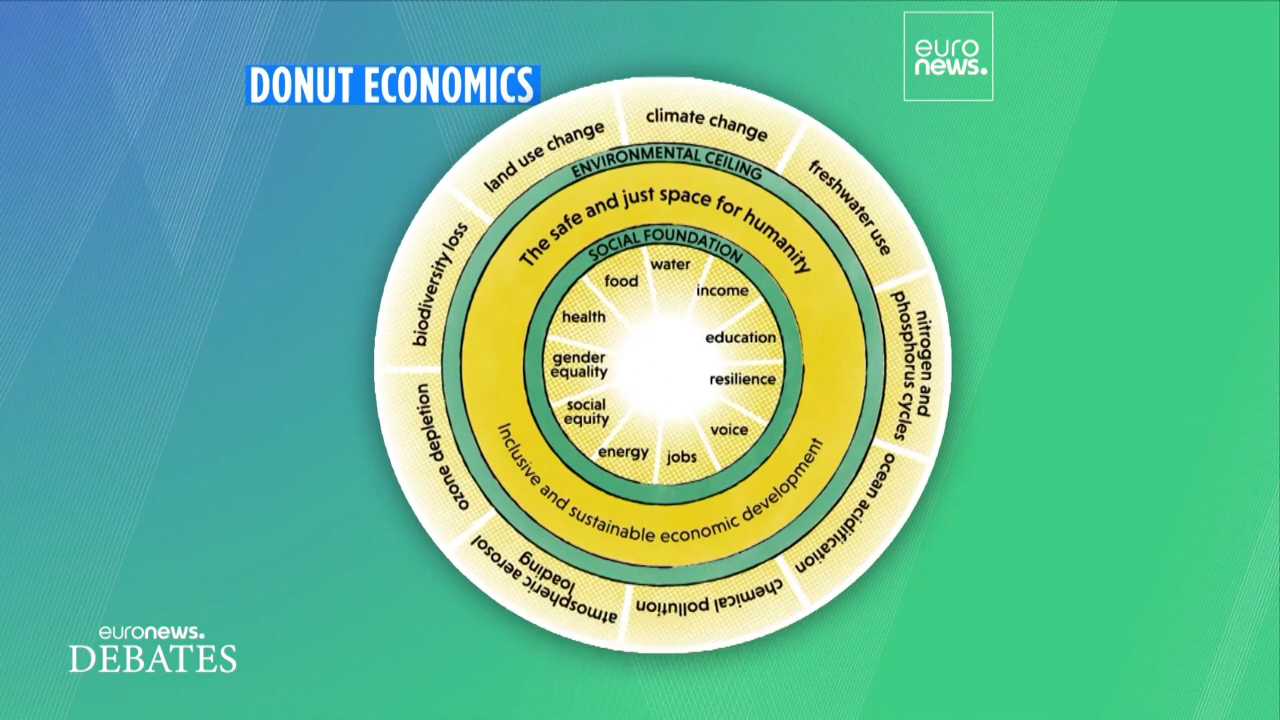 euro
news.
DONUT ECONOMICS
climate change
freshwater use
nitrogen and
phosphorus cycles
ocean acidification
chemical pollution
atmospheric aerosol
loading
ozone depletion
biodiversity loss
land use change
ENVIRONMENTAL CEILING
The safe and just space for humanity
SOCIAL FOUNDATION
water
income
education
resilience
voice
jobs
energy
social
equity
gender
equality
health
food
Inclusive and sustainable economic development
euronews.
DEBATES